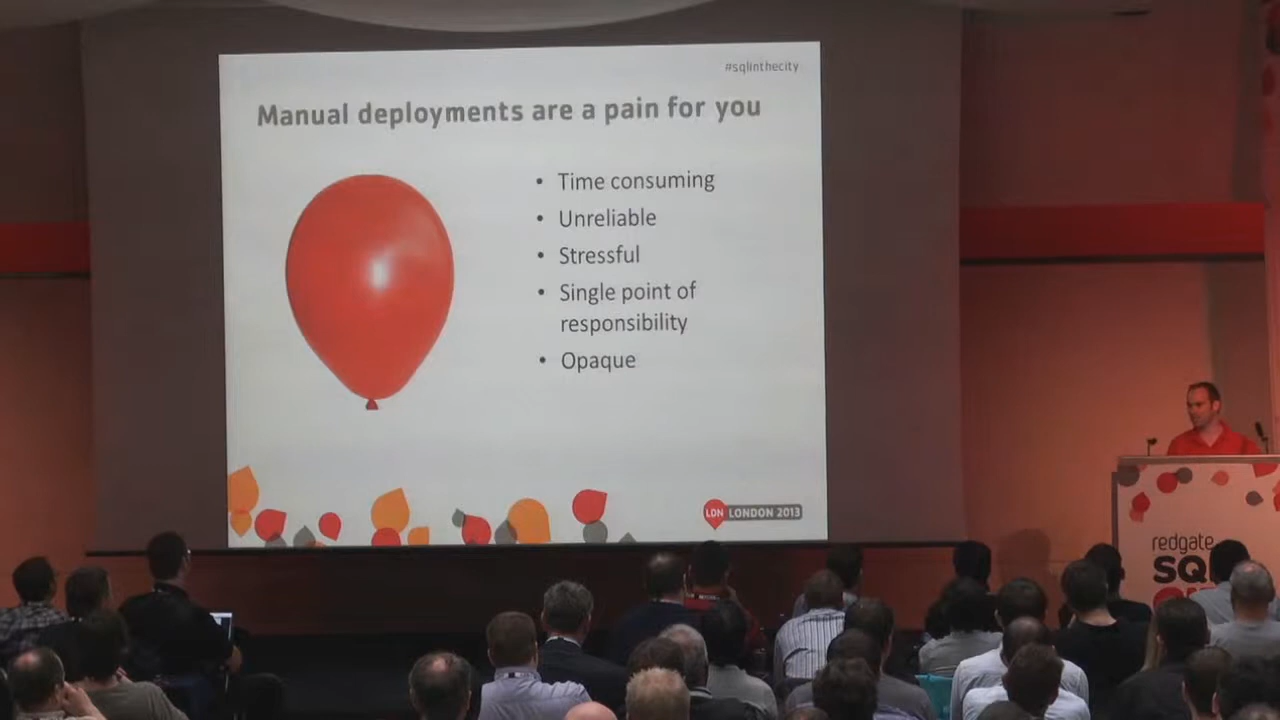 #sqlinthecity
Manual deployments are a pain for you
• Time consuming
• Unreliable
• Stressful
• Single point of
responsibility
• Opaque
LDN LONDON 2013
redgate
SQL